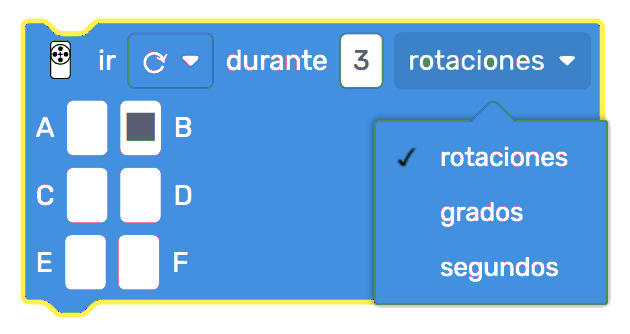 ir durante 3 rotaciones
A B
rotaciones
C D
grados
E F
segundos